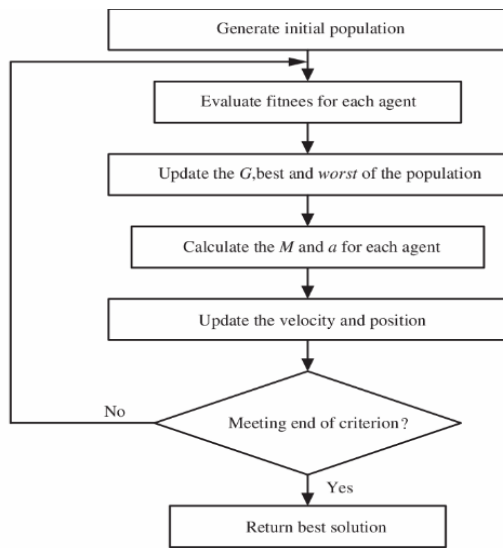 Generate initial population
Evaluate fitnees for each agent
Update the G,best and worst of the population
Calculate the M and a for each agent
Update the velocity and position
No
Meeting end of criterion?
Yes
Return best solution